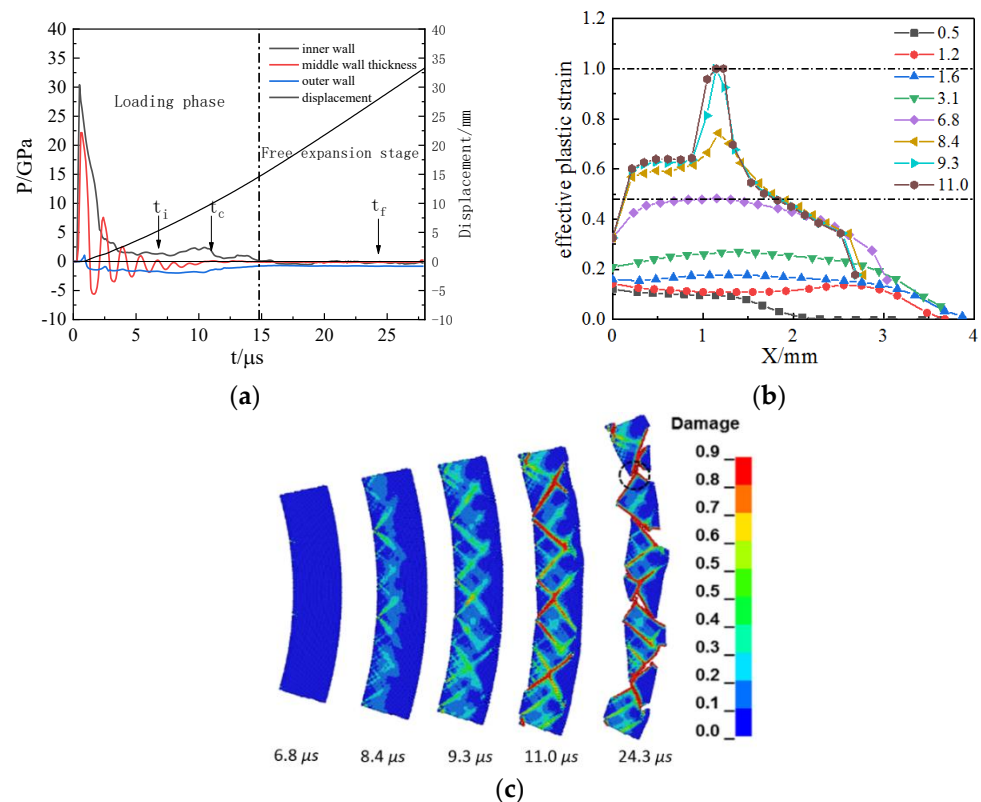 40
35
30
25
20
15
10
5
0
-5
-10
P/GPa
inner wall
middle wall thickness
outer wall
displacement
Loading phase
Free expansion stage
t_i
t_c
t_f
40
30
20
10
0
−10
Displacement/mm
0 5 10 15 20 25
t/μs
(a)
1.2
1.0
0.8
0.6
0.4
0.2
0.0
effective plastic strain
0.5
1.2
1.6
3.1
6.8
8.4
9.3
11.0
0 1 2 3 4
X/mm
(b)
Damage
0.9
0.8
0.7
0.6
0.5
0.4
0.3
0.2
0.1
0.0
6.8 μs 8.4 μs 9.3 μs 11.0 μs 24.3 μs
(c)